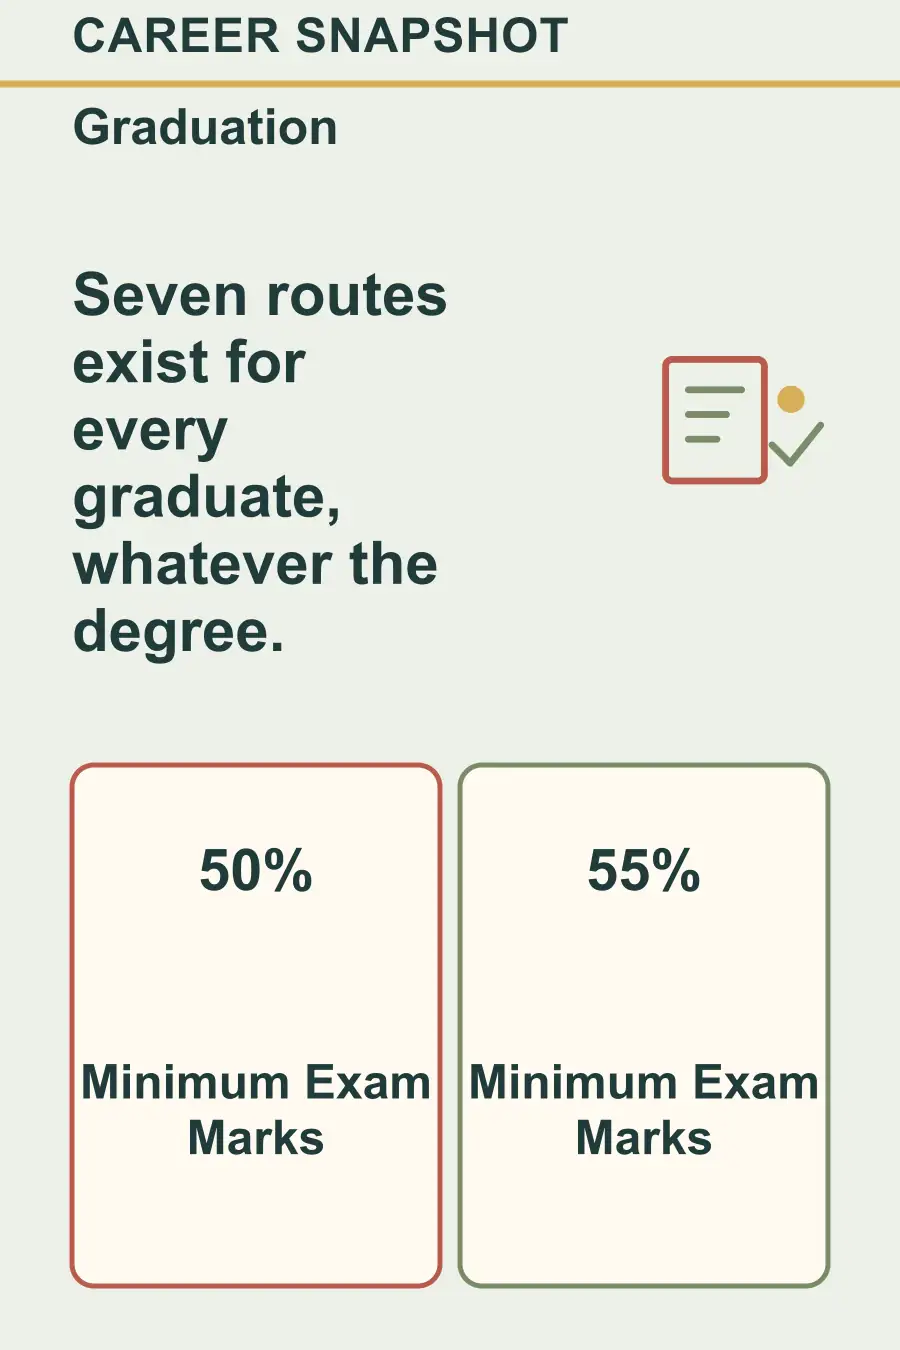 CAREER SNAPSHOT
Graduation
Seven routes
exist for
every
graduate,
whatever the
degree.
50%
Minimum Exam
Marks
55%
Minimum Exam
Marks